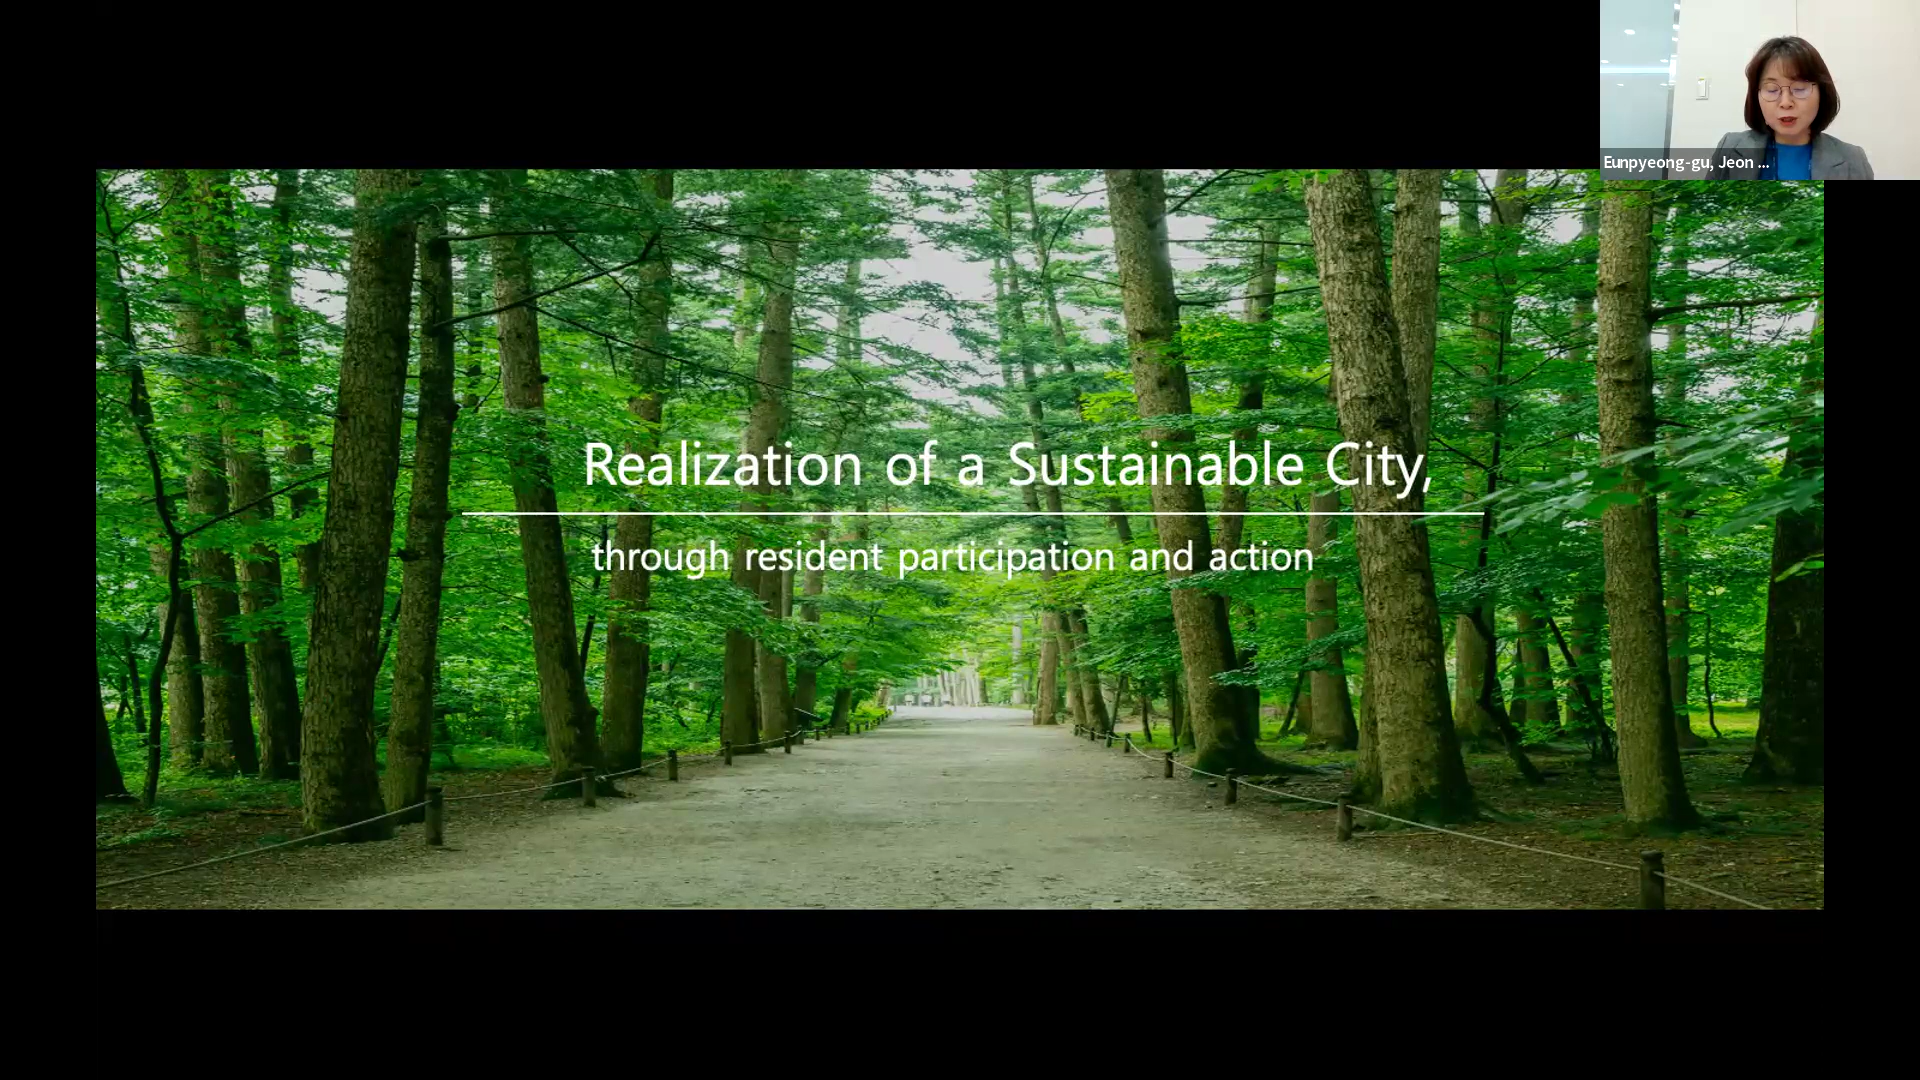 Eunpyeong-gu, Jeon ...
Realization of a Sustainable City,
through resident participation and action